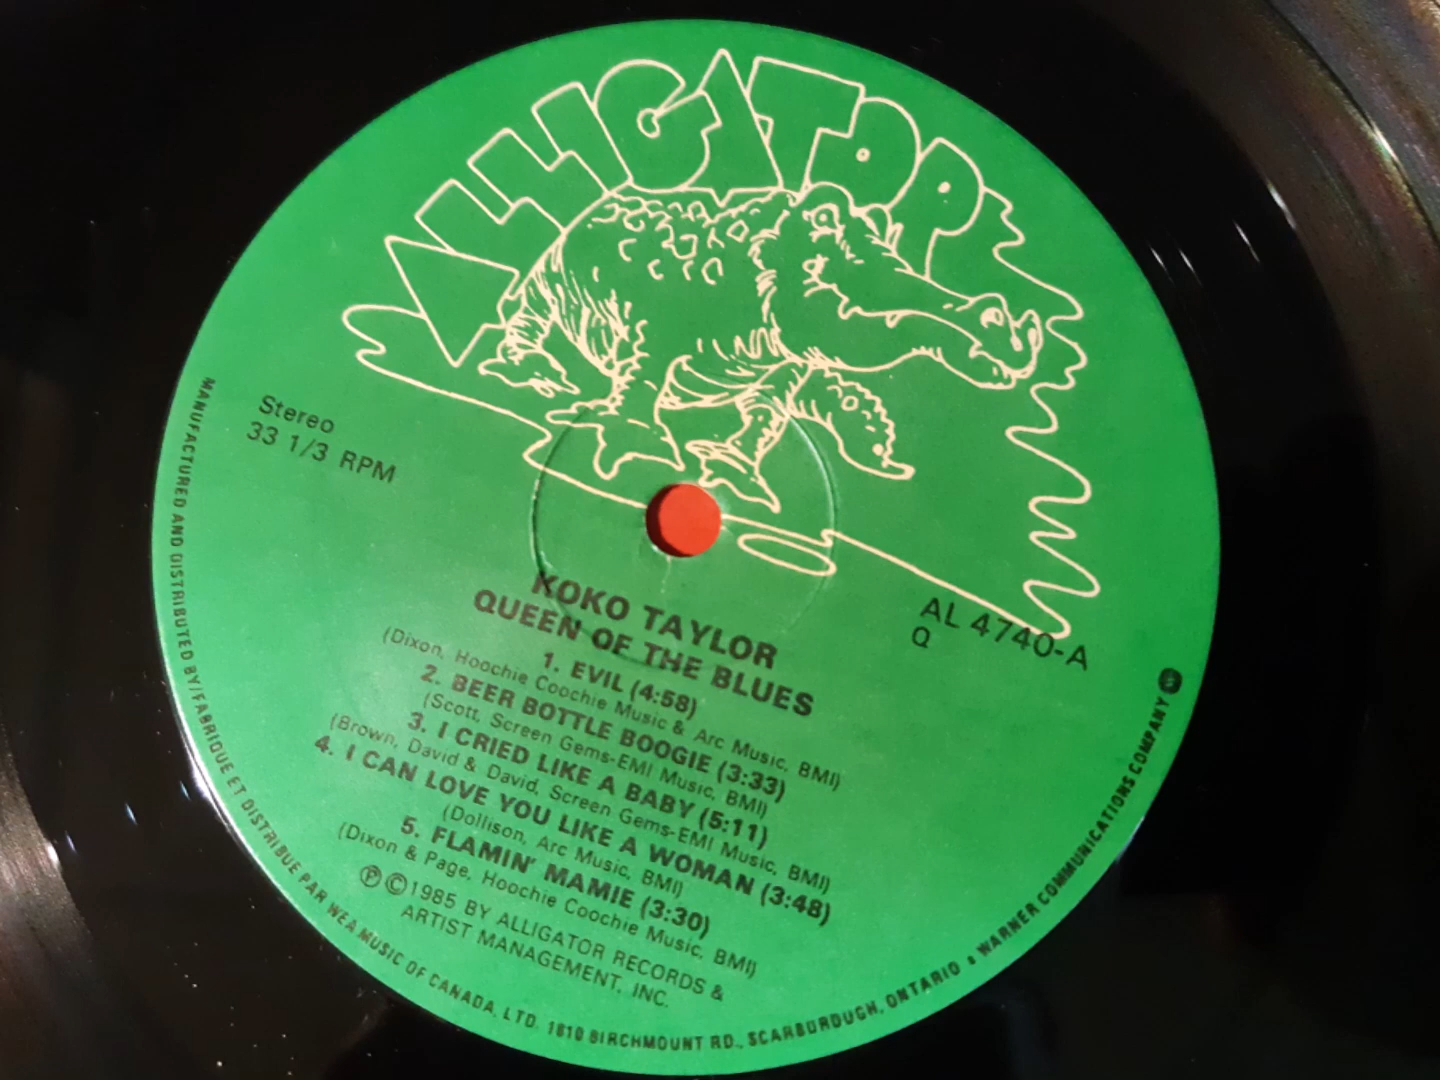 ALLIGATOR
Stereo
33 1/3 RPM
AL 4740-A
Q
KOKO TAYLOR
QUEEN OF THE BLUES
1. EVIL (4:58)
(Dixon, Hoochie Coochie Music & Arc Music, BMI)
2. BEER BOTTLE BOOGIE (3:33)
(Scott, Screen Gems-EMI Music, BMI)
3. I CRIED LIKE A BABY (5:11)
(Brown, David & David, Screen Gems-EMI Music, BMI)
4. I CAN LOVE YOU LIKE A WOMAN (3:48)
(Dollison, Arc Music, BMI)
5. FLAMIN' MAMIE (3:30)
(Dixon & Page, Hoochie Coochie Music, BMI)
Ⓟ©1985 BY ALLIGATOR RECORDS &
ARTIST MANAGEMENT, INC.
MANUFACTURED AND DISTRIBUTED BY/FABRIQUE ET DISTRIBUE PAR WEA MUSIC OF CANADA, LTD. 1810 BIRCHMOUNT RD., SCARBOROUGH, ONTARIO • WARNER COMMUNICATIONS COMPANY